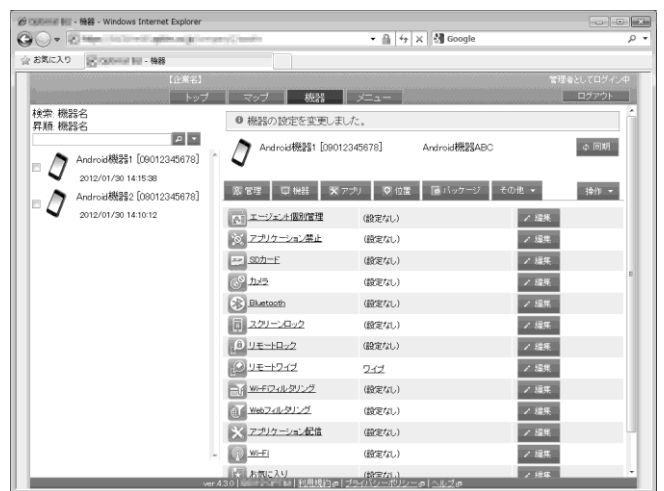 - 機器 - Windows Internet Explorer
Google
お気に入り
- 機器
[企業名]
管理者としてログイン中
トップ マップ 機器 メニュー ログアウト
検索: 機器名
昇順: 機器名
Android機器1 [09012345678]
2012/01/30 14:15:38
Android機器2 [09012345678]
2012/01/30 14:10:12
機器の設定を変更しました。
Android機器1 [09012345678] Android機器ABC 同期
管理 機器 アプリ 位置 パッケージ その他 操作
エージェント個別管理 (設定なし) 編集
アプリケーション禁止 (設定なし) 編集
SDカード (設定なし) 編集
カメラ (設定なし) 編集
Bluetooth (設定なし) 編集
スクリーンロック (設定なし) 編集
リモートロック (設定なし) 編集
リモートワイプ ワイプ 編集
Wi-Fiフィルタリング (設定なし) 編集
Webフィルタリング (設定なし) 編集
アプリケーション配信 (設定なし) 編集
Wi-Fi (設定なし) 編集
お気に入り (設定なし) 編集
ver.4.3.0 | | 利用規約 | プライバシーポリシー | ヘルプ